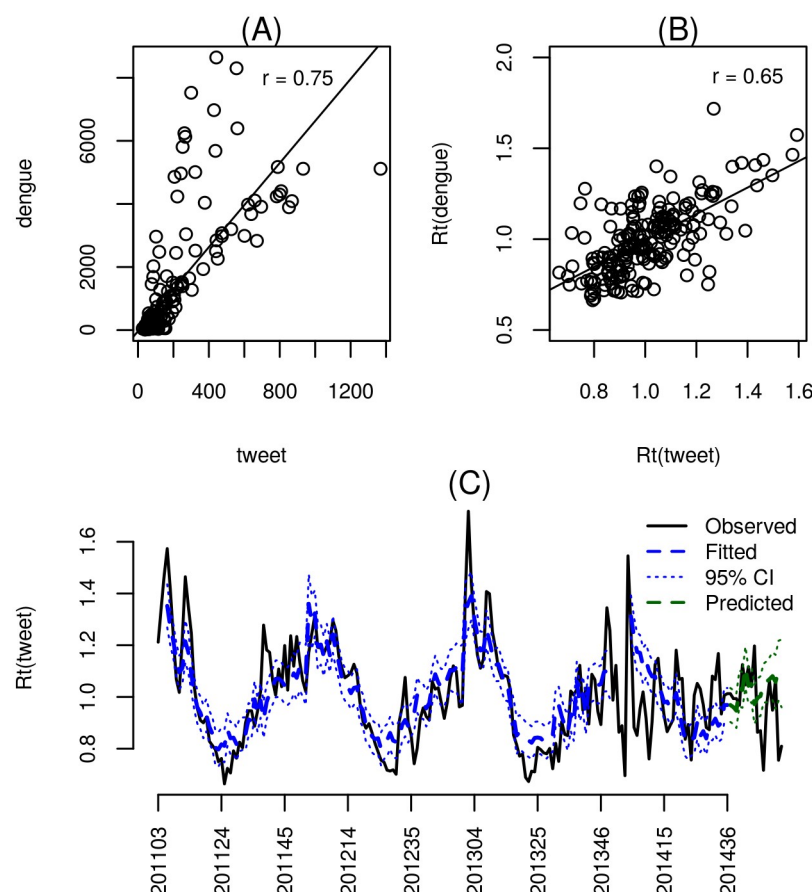 (A)
r = 0.75
dengue
0
2000
6000
0 400 800 1200
tweet
(B)
r = 0.65
Rt(dengue)
0.5
1.0
1.5
2.0
0.8 1.0 1.2 1.4 1.6
Rt(tweet)
(C)
Observed
Fitted
95% CI
Predicted
Rt(tweet)
0.8
1.0
1.2
1.4
1.6
201103
201124
201145
201214
201235
201304
201325
201346
201415
201436